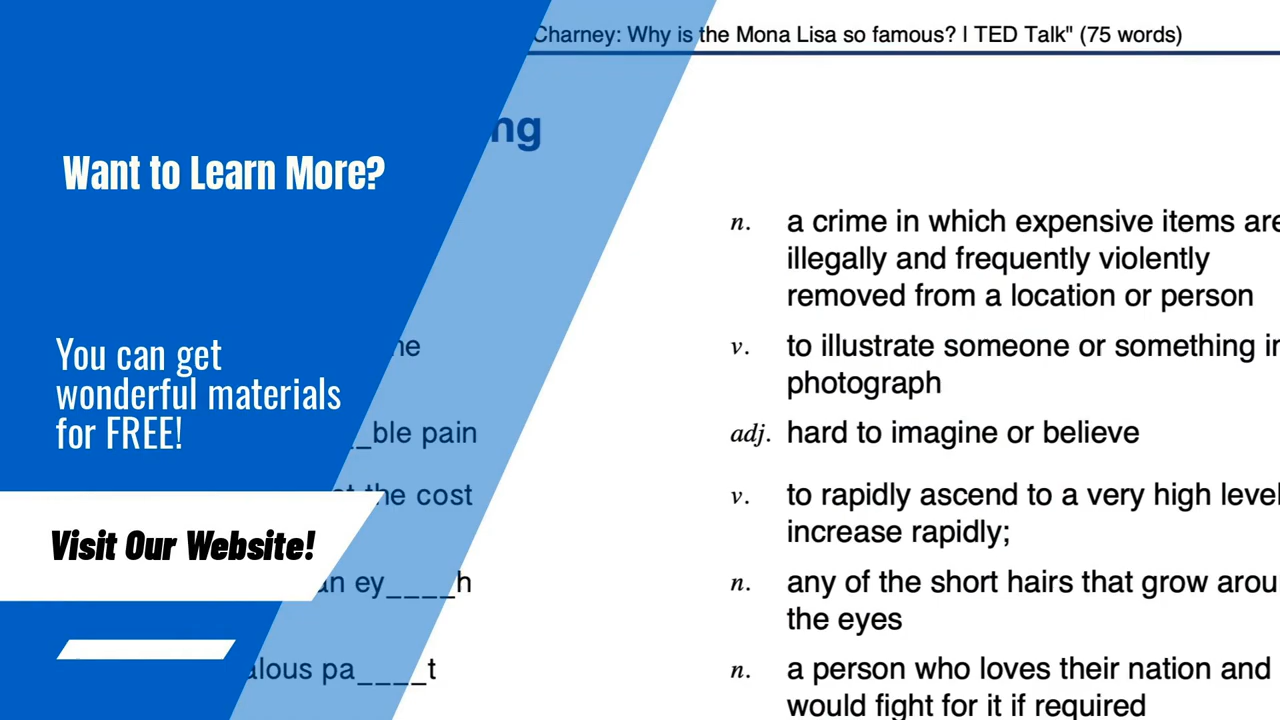 Charney: Why is the Mona Lisa so famous? | TED Talk" (75 words)
ng
Want to Learn More?
You can get
wonderful materials
for FREE!
Visit Our Website!
ne
__ble pain
the cost
an ey____h
alous pa____t
n. a crime in which expensive items are
illegally and frequently violently
removed from a location or person
v. to illustrate someone or something in
photograph
adj. hard to imagine or believe
v. to rapidly ascend to a very high level
increase rapidly;
n. any of the short hairs that grow arou
the eyes
n. a person who loves their nation and
would fight for it if required